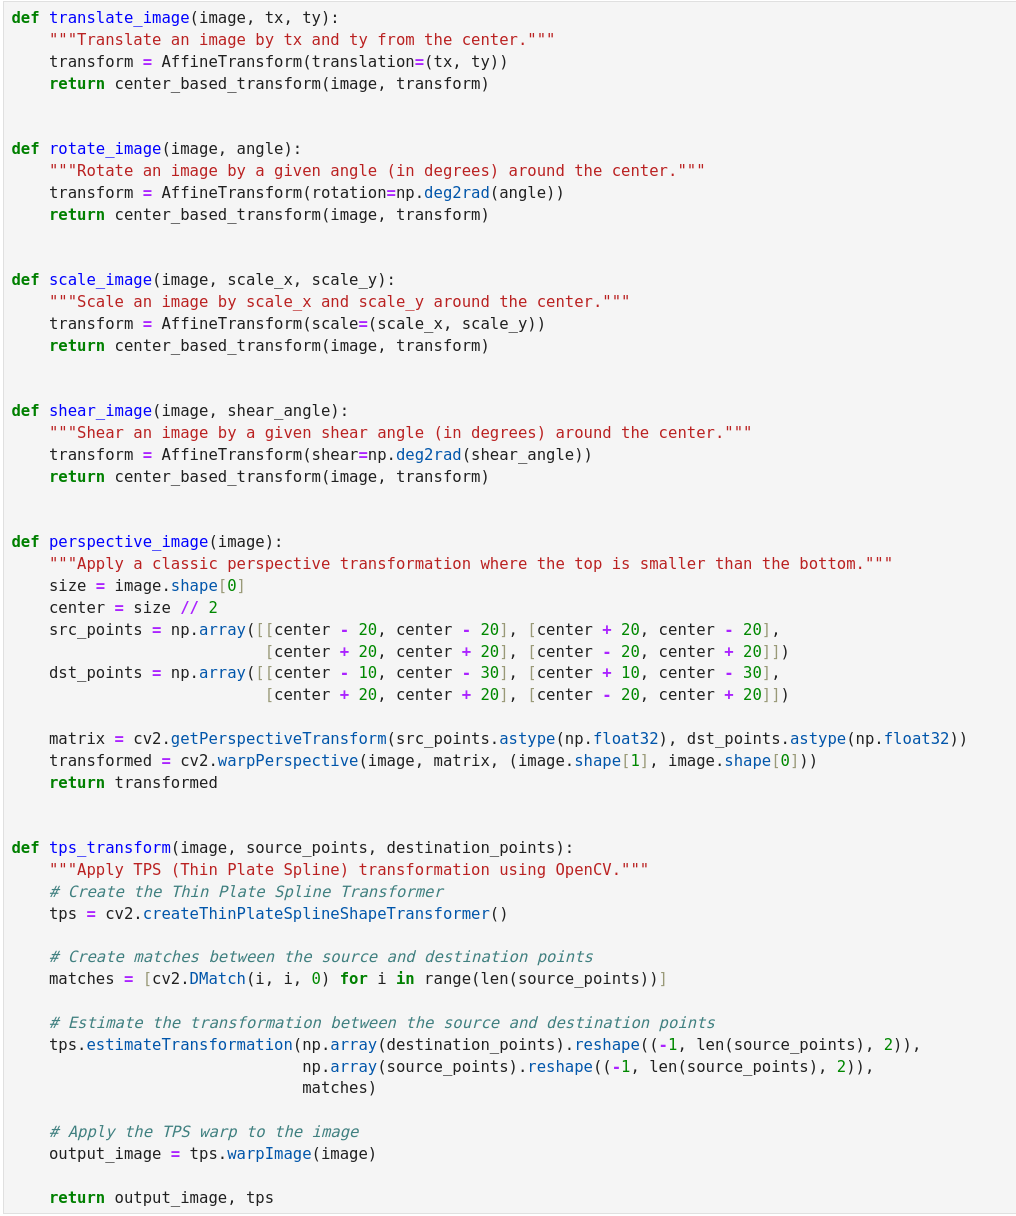 def translate_image(image, tx, ty):
    """Translate an image by tx and ty from the center."""
    transform = AffineTransform(translation=(tx, ty))
    return center_based_transform(image, transform)


def rotate_image(image, angle):
    """Rotate an image by a given angle (in degrees) around the center."""
    transform = AffineTransform(rotation=np.deg2rad(angle))
    return center_based_transform(image, transform)


def scale_image(image, scale_x, scale_y):
    """Scale an image by scale_x and scale_y around the center."""
    transform = AffineTransform(scale=(scale_x, scale_y))
    return center_based_transform(image, transform)


def shear_image(image, shear_angle):
    """Shear an image by a given shear angle (in degrees) around the center."""
    transform = AffineTransform(shear=np.deg2rad(shear_angle))
    return center_based_transform(image, transform)


def perspective_image(image):
    """Apply a classic perspective transformation where the top is smaller than the bottom."""
    size = image.shape[0]
    center = size // 2
    src_points = np.array([[center - 20, center - 20], [center + 20, center - 20],
                           [center + 20, center + 20], [center - 20, center + 20]])
    dst_points = np.array([[center - 10, center - 30], [center + 10, center - 30],
                           [center + 20, center + 20], [center - 20, center + 20]])

    matrix = cv2.getPerspectiveTransform(src_points.astype(np.float32), dst_points.astype(np.float32))
    transformed = cv2.warpPerspective(image, matrix, (image.shape[1], image.shape[0]))
    return transformed


def tps_transform(image, source_points, destination_points):
    """Apply TPS (Thin Plate Spline) transformation using OpenCV."""
    # Create the Thin Plate Spline Transformer
    tps = cv2.createThinPlateSplineShapeTransformer()

    # Create matches between the source and destination points
    matches = [cv2.DMatch(i, i, 0) for i in range(len(source_points))]

    # Estimate the transformation between the source and destination points
    tps.estimateTransformation(np.array(destination_points).reshape((-1, len(source_points), 2)),
                               np.array(source_points).reshape((-1, len(source_points), 2)),
                               matches)

    # Apply the TPS warp to the image
    output_image = tps.warpImage(image)

    return output_image, tps